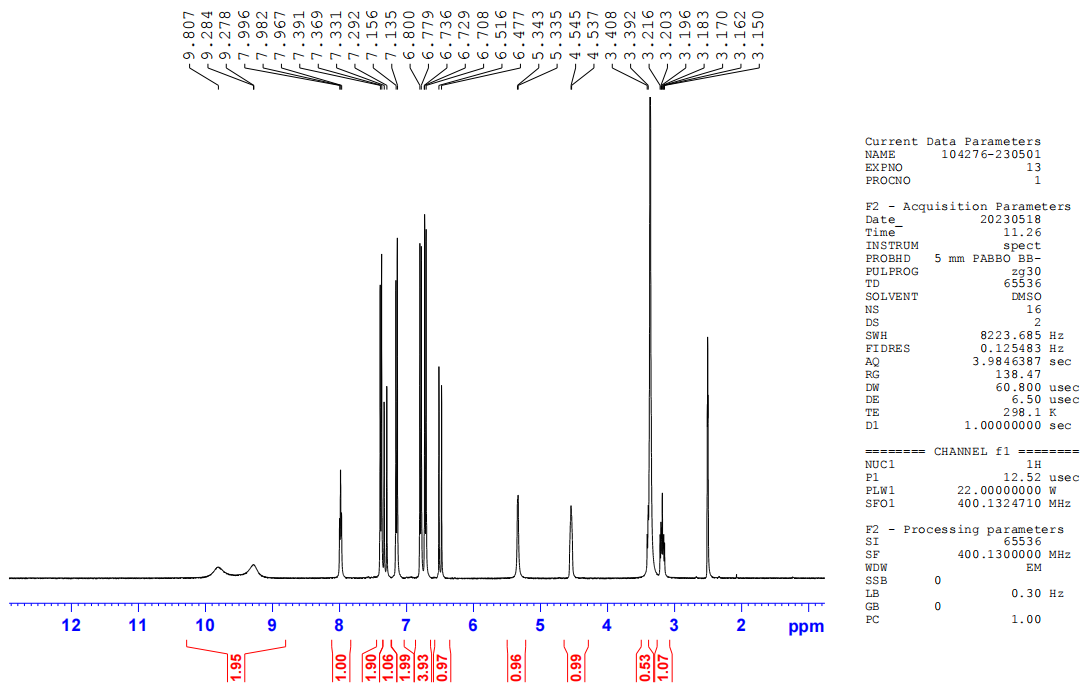 9.807
9.284
9.278
7.996
7.982
7.967
7.391
7.369
7.331
7.292
7.156
7.135
6.800
6.779
6.736
6.729
6.708
6.516
6.477
5.343
5.335
4.545
4.537
3.408
3.392
3.216
3.203
3.196
3.183
3.170
3.162
3.150
Current Data Parameters
NAME 104276-230501
EXPNO 13
PROCNO 1
F2 - Acquisition Parameters
Date_ 20230518
Time 11.26
INSTRUM spect
PROBHD 5 mm PABBO BB-
PULPROG zg30
TD 65536
SOLVENT DMSO
NS 16
DS 2
SWH 8223.685 Hz
FIDRES 0.125483 Hz
AQ 3.9846387 sec
RG 138.47
DW 60.800 usec
DE 6.50 usec
TE 298.1 K
D1 1.00000000 sec
======== CHANNEL f1 ========
NUC1 1H
P1 12.52 usec
PLW1 22.00000000 W
SFO1 400.1324710 MHz
F2 - Processing parameters
SI 65536
SF 400.1300000 MHz
WDW EM
SSB 0
LB 0.30 Hz
GB 0
PC 1.00
12 11 10 9 8 7 6 5 4 3 2 ppm
1.95
1.00
1.90
1.06
1.99
3.93
0.97
0.96
0.99
0.53
1.07